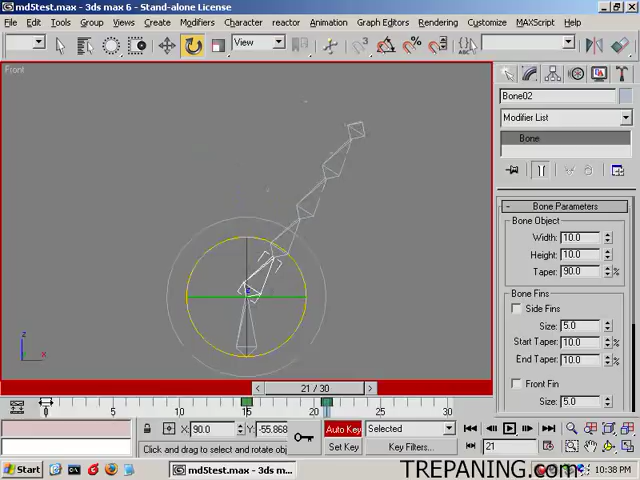 md5test.max - 3ds max 6 - Stand-alone License
File Edit Tools Group Views Create Modifiers Character reactor Animation Graph Editors Rendering Customize MAXScript Help
View
Front
Bone02
Modifier List
Bone
Bone Parameters
Bone Object
Width: 10.0
Height: 10.0
Taper: 90.0 %
Bone Fins
Side Fins
Size: 5.0
Start Taper: 10.0 %
End Taper: 10.0 %
Front Fin
Size: 5.0
z
x
z
21 / 30
0 5 10 15 20 25 30
X: 90.0 Y: -55.868
Auto Key Selected
Click and drag to select and rotate ob
Set Key Key Filters... 21
Start md5test.max - 3ds m... 10:38 PM
TREPANING.com